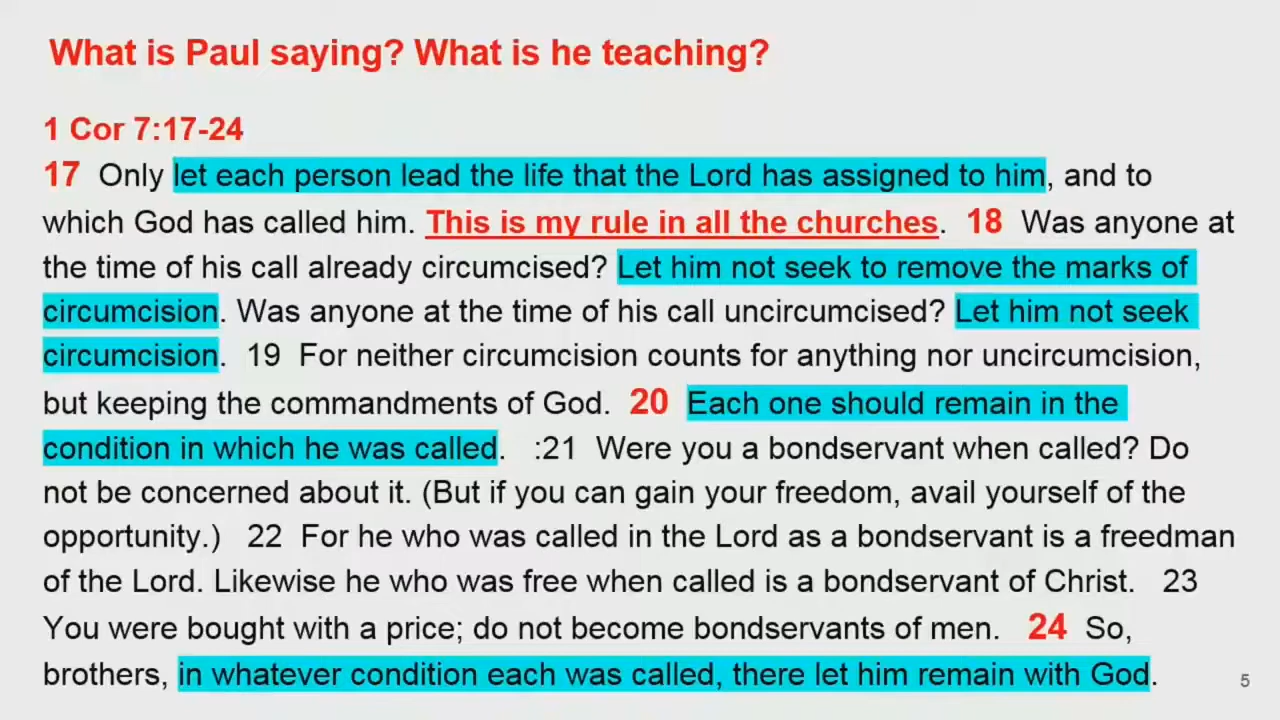 What is Paul saying? What is he teaching?
1 Cor 7:17-24
17 Only let each person lead the life that the Lord has assigned to him, and to
which God has called him. This is my rule in all the churches. 18 Was anyone at
the time of his call already circumcised? Let him not seek to remove the marks of
circumcision. Was anyone at the time of his call uncircumcised? Let him not seek
circumcision. 19 For neither circumcision counts for anything nor uncircumcision,
but keeping the commandments of God. 20 Each one should remain in the
condition in which he was called. :21 Were you a bondservant when called? Do
not be concerned about it. (But if you can gain your freedom, avail yourself of the
opportunity.) 22 For he who was called in the Lord as a bondservant is a freedman
of the Lord. Likewise he who was free when called is a bondservant of Christ. 23
You were bought with a price; do not become bondservants of men. 24 So,
brothers, in whatever condition each was called, there let him remain with God.
5